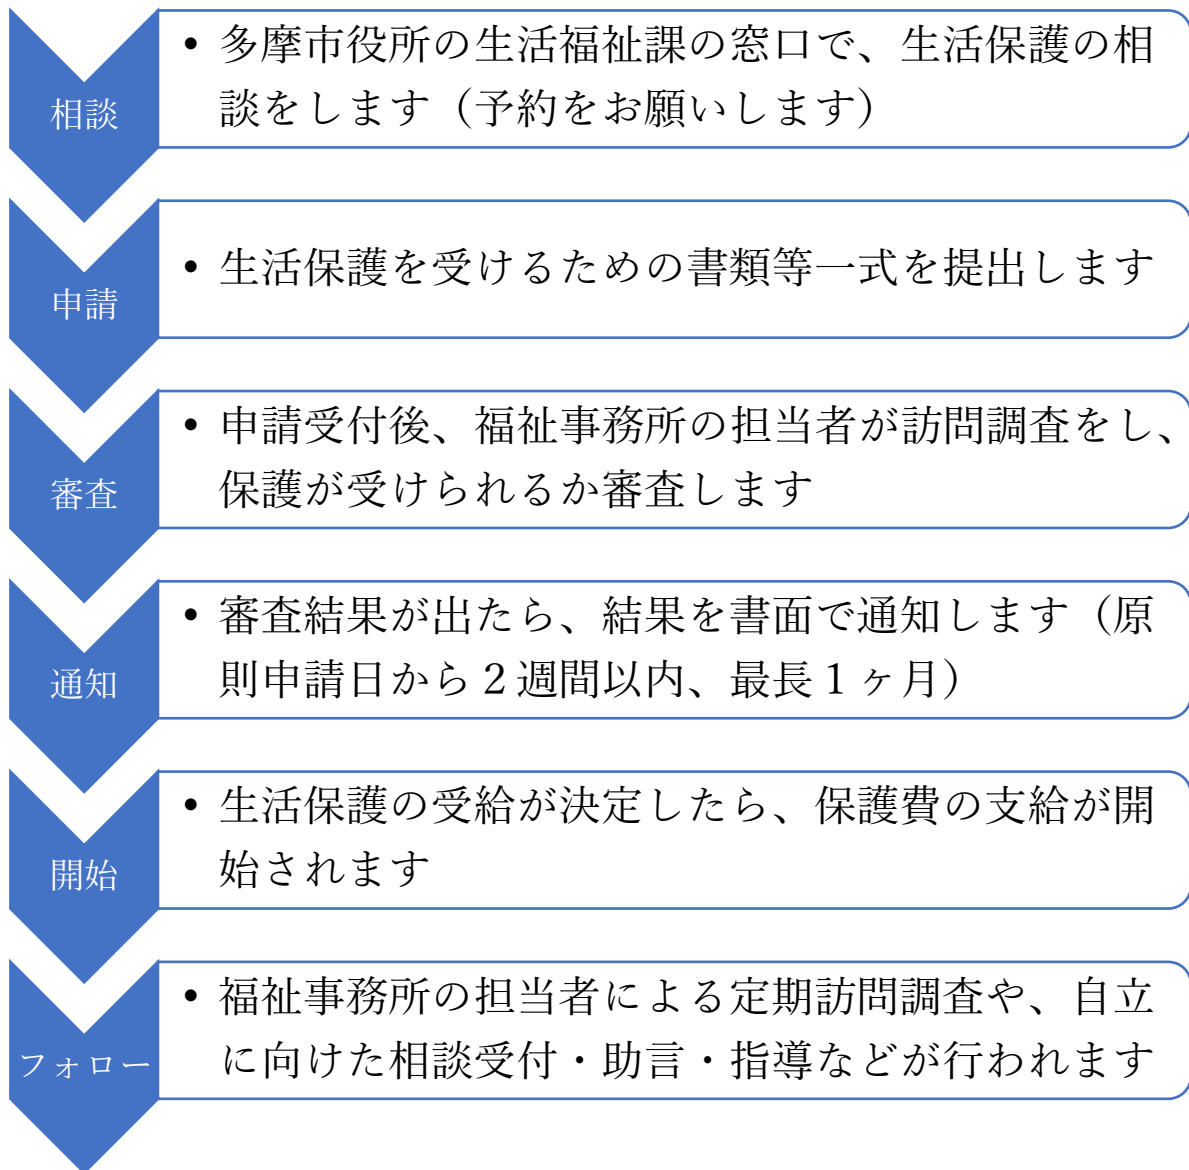 相談
• 多摩市役所の生活福祉課の窓口で、生活保護の相
談をします（予約をお願いします）
申請
• 生活保護を受けるための書類等一式を提出します
審査
• 申請受付後、福祉事務所の担当者が訪問調査をし、
保護が受けられるか審査します
通知
• 審査結果が出たら、結果を書面で通知します（原
則申請日から２週間以内、最長１ヶ月）
開始
• 生活保護の受給が決定したら、保護費の支給が開
始されます
フォロー
• 福祉事務所の担当者による定期訪問調査や、自立
に向けた相談受付・助言・指導などが行われます